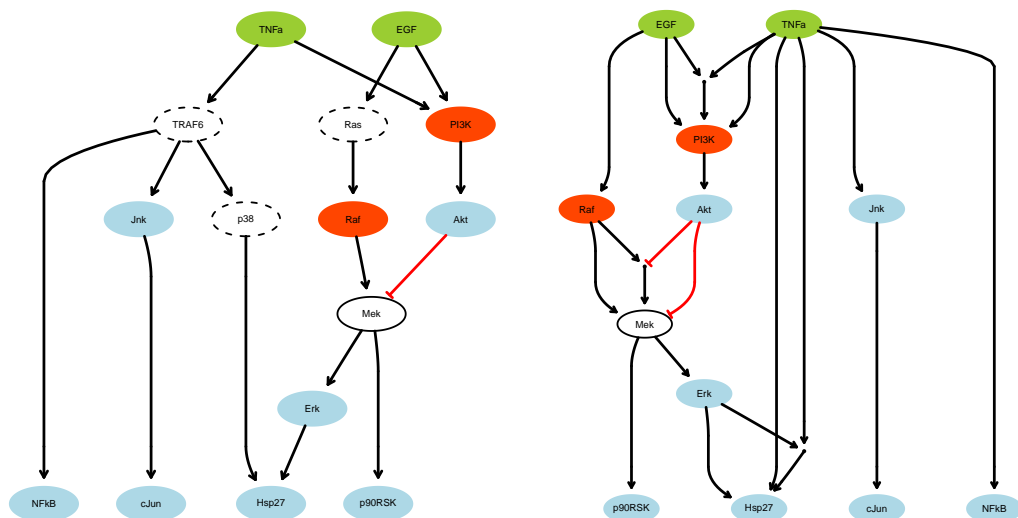 TNFa
EGF
TRAF6
Ras
PI3K
Jnk
p38
Raf
Akt
Mek
Erk
NFkB
cJun
Hsp27
p90RSK
EGF
TNFa
PI3K
Raf
Akt
Jnk
Mek
Erk
p90RSK
Hsp27
cJun
NFkB